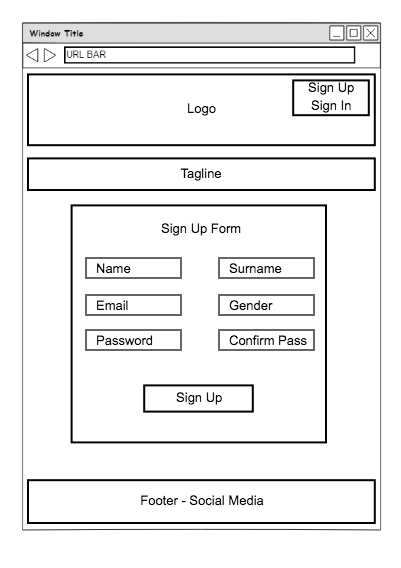 Window Title
URL BAR
Sign Up
Sign In
Logo
Tagline
Sign Up Form
Name
Surname
Email
Gender
Password
Confirm Pass
Sign Up
Footer - Social Media